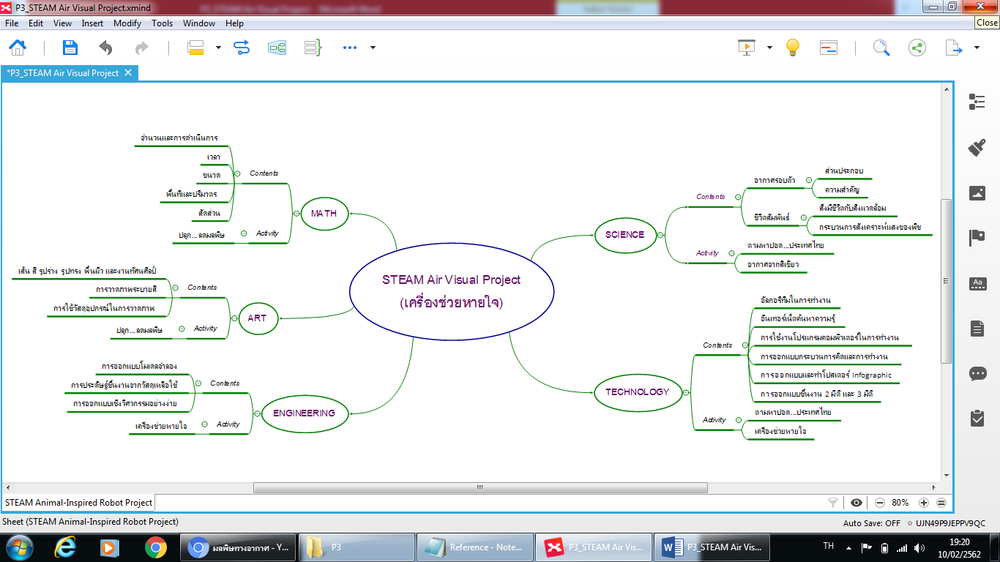 P3_STEAM Air Visual Project.xmind
Close
File Edit View Insert Modify Tools Window Help
*P3_STEAM Air Visual Project
STEAM Air Visual Project
(เครื่องช่วยหายใจ)
MATH
Contents
จำนวนและการดำเนินการ
เวลา
ขนาด
พื้นที่และปริมาตร
สัดส่วน
Activity
ปลุก...ลดมลพิษ
ART
Contents
เส้น สี รูปร่าง รูปทรง พื้นผิว และงานทัศนศิลป์
การวาดภาพระบายสี
การใช้วัสดุอุปกรณ์ในการวาดภาพ
Activity
ปลุก...ลดมลพิษ
ENGINEERING
Contents
การออกแบบโมเดลจำลอง
การประดิษฐ์ชิ้นงานจากวัสดุเหลือใช้
การออกแบบเชิงวิศวกรรมอย่างง่าย
Activity
เครื่องช่วยหายใจ
SCIENCE
Contents
อากาศรอบตัว
ส่วนประกอบ
ความสำคัญ
ชีวิตสัมพันธ์
สิ่งมีชีวิตกับสิ่งแวดล้อม
กระบวนการสังเคราะห์แสงของพืช
Activity
ตามหาปอด...ประเทศไทย
อากาศจากสีเขียว
TECHNOLOGY
Contents
อัลกอริทึมในการทำงาน
อินเทอร์เน็ตค้นหาความรู้
การใช้งานโปรแกรมคอมพิวเตอร์ในการทำงาน
การออกแบบกระบวนการคิดและการทำงาน
การออกแบบและทำโปสเตอร์ Infographic
การออกแบบชิ้นงาน 2 มิติ และ 3 มิติ
Activity
ตามหาปอด...ประเทศไทย
เครื่องช่วยหายใจ
Aa
STEAM Animal-Inspired Robot Project
80%
Sheet (STEAM Animal-Inspired Robot Project)
Auto Save: OFF
UJN49P9JEPPV9QC
มลพิษทางอากาศ - Y...
P3
Reference - Note...
P3_STEAM Air Vis...
P3_STEAM Air Vis...
TH
19:20
10/02/2562